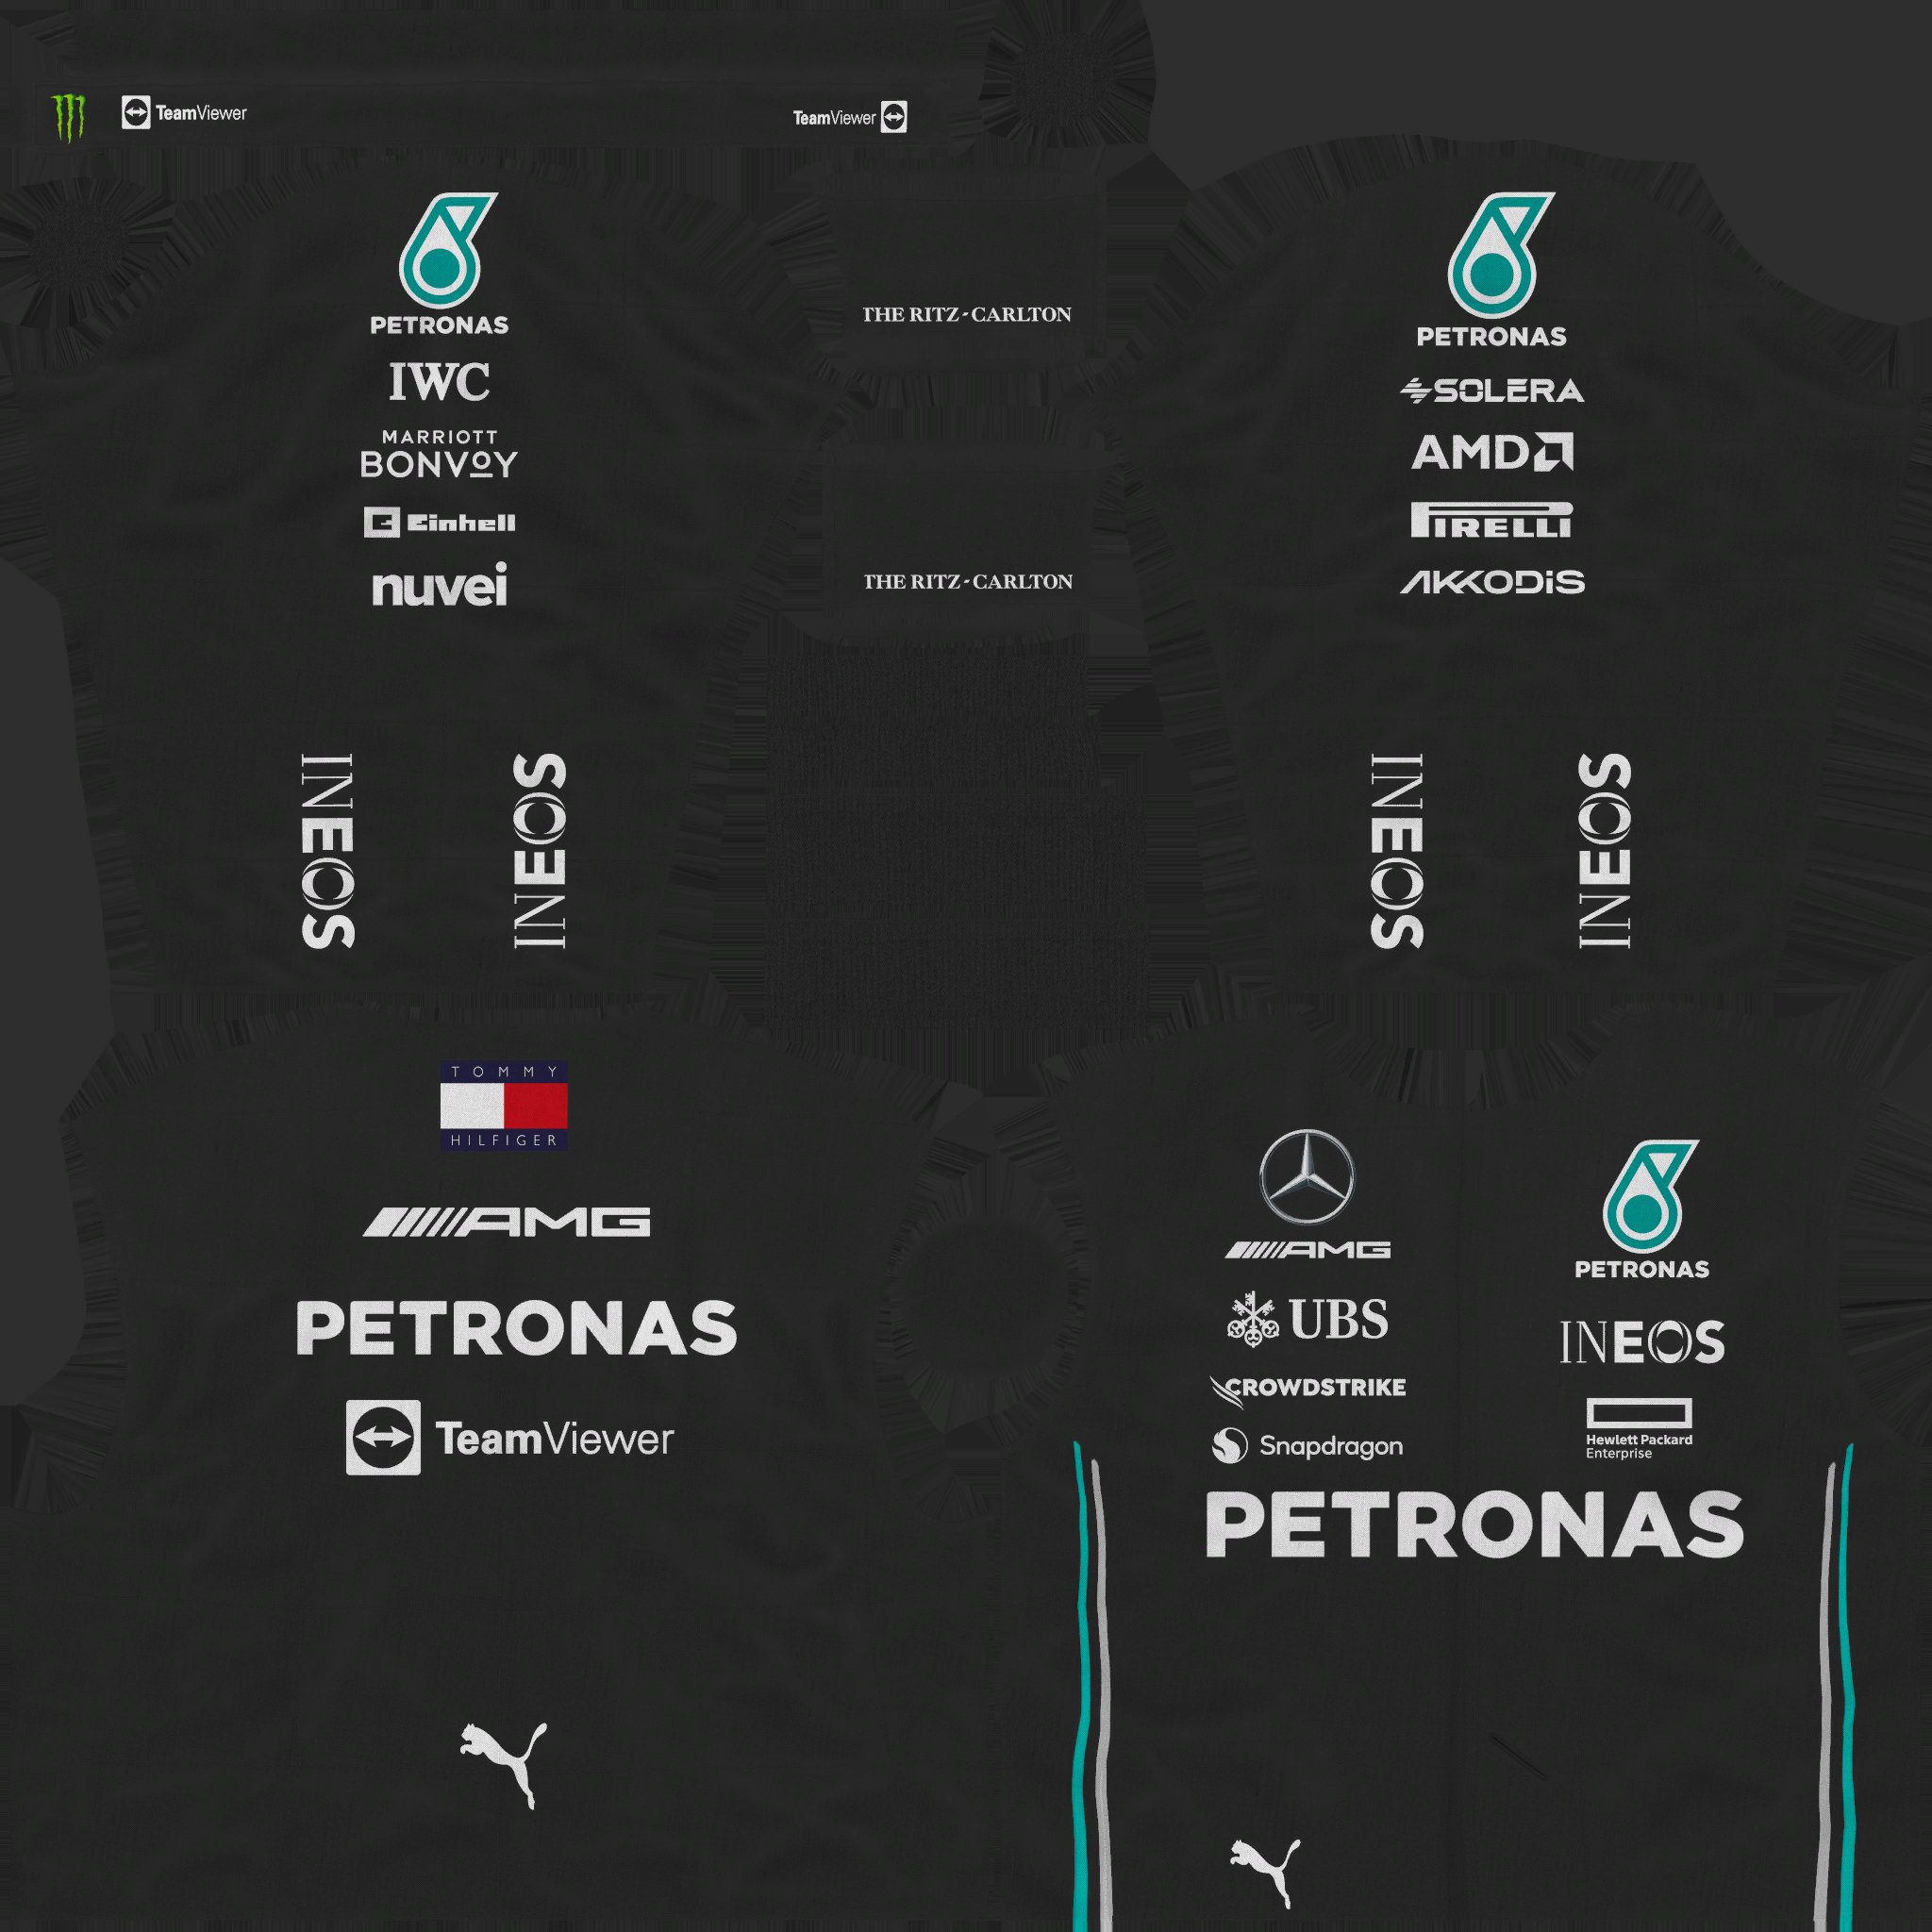 TeamViewer
TeamViewer
PETRONAS
IWC
MARRIOTT
BONVOY
Einhell
nuvei
INEOS
INEOS
THE RITZ-CARLTON
THE RITZ-CARLTON
PETRONAS
SOLERA
AMD
PIRELLI
AKKODiS
INEOS
INEOS
TOMMY
HILFIGER
AMG
PETRONAS
TeamViewer
AMG
UBS
CROWDSTRIKE
Snapdragon
PETRONAS
INEOS
Hewlett Packard
Enterprise
PETRONAS